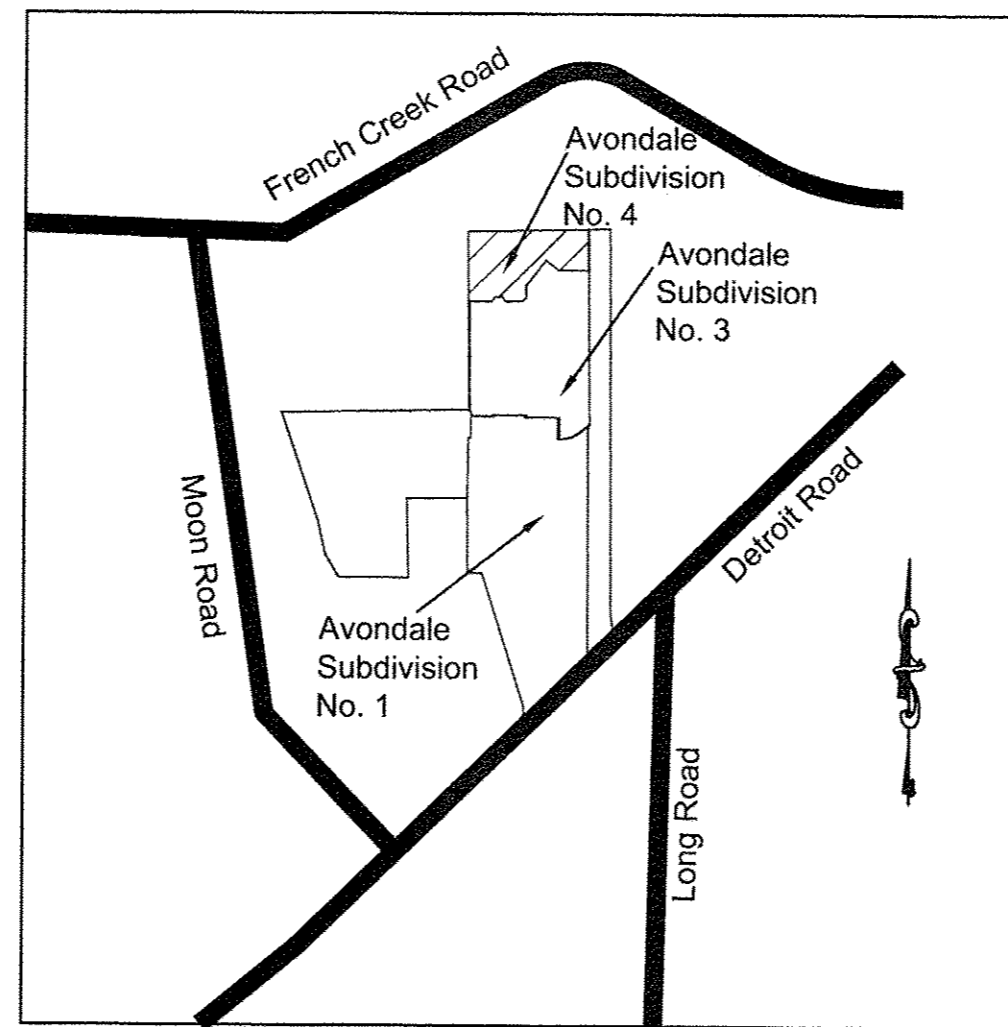 French Creek Road
Avondale
Subdivision
No. 4
Avondale
Subdivision
No. 3
Moon Road
Detroit Road
Avondale
Subdivision
No. 1
Long Road